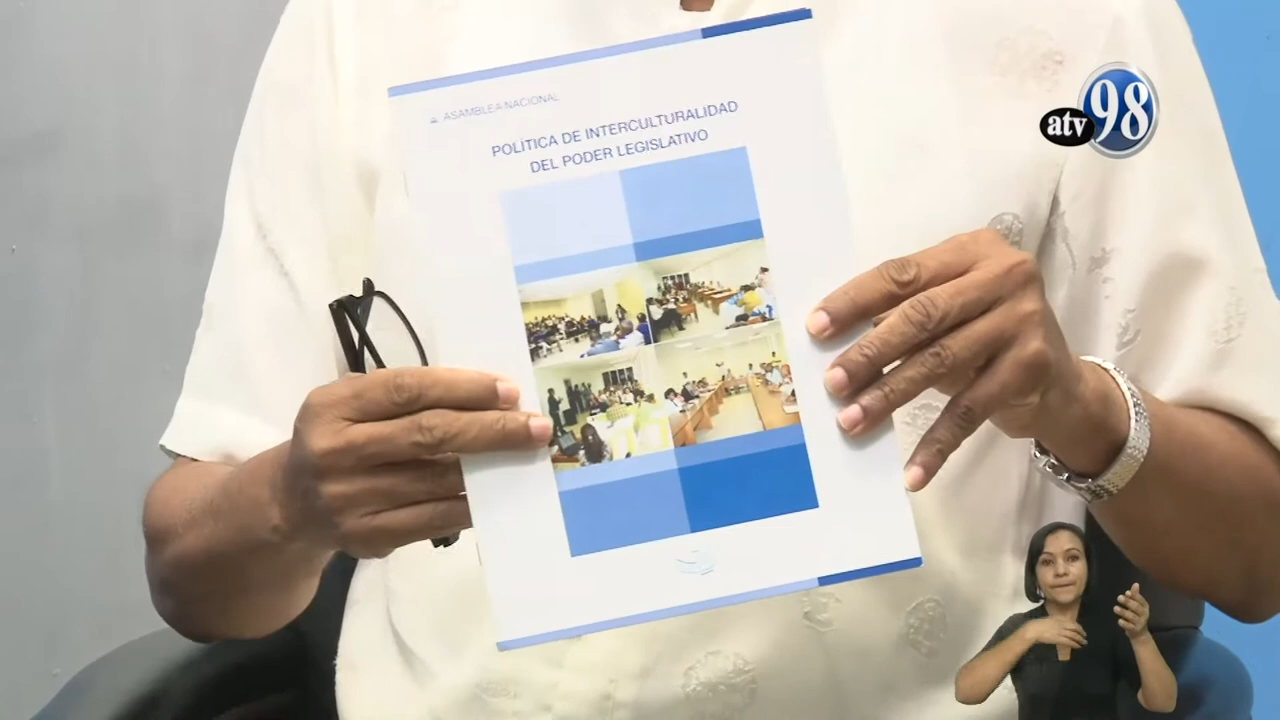 ASAMBLEA NACIONAL
POLÍTICA DE INTERCULTURALIDAD
DEL PODER LEGISLATIVO
atv 98